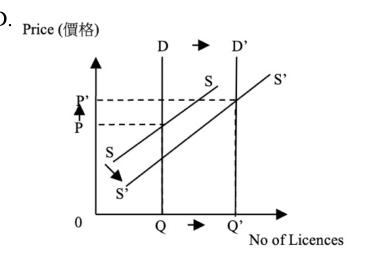 D.
Price (價格)
D D'
S S'
P'
P
S
S'
0
Q Q'
No of Licences